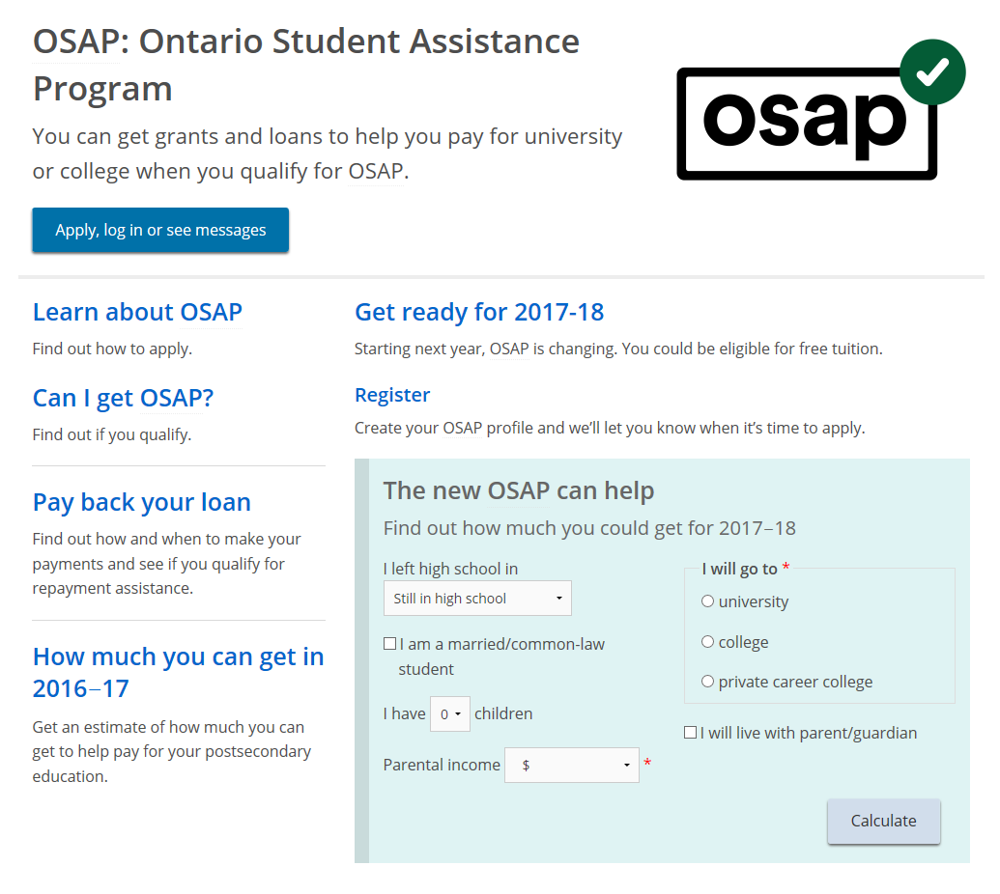 OSAP: Ontario Student Assistance
Program
You can get grants and loans to help you pay for university
or college when you qualify for OSAP.
Apply, log in or see messages
osap
Learn about OSAP
Find out how to apply.
Can I get OSAP?
Find out if you qualify.
Pay back your loan
Find out how and when to make your
payments and see if you qualify for
repayment assistance.
How much you can get in
2016–17
Get an estimate of how much you can
get to help pay for your postsecondary
education.
Get ready for 2017-18
Starting next year, OSAP is changing. You could be eligible for free tuition.
Register
Create your OSAP profile and we’ll let you know when it’s time to apply.
The new OSAP can help
Find out how much you could get for 2017–18
I left high school in
Still in high school
I am a married/common-law
student
I have 0 children
Parental income $ *
I will go to *
university
college
private career college
I will live with parent/guardian
Calculate